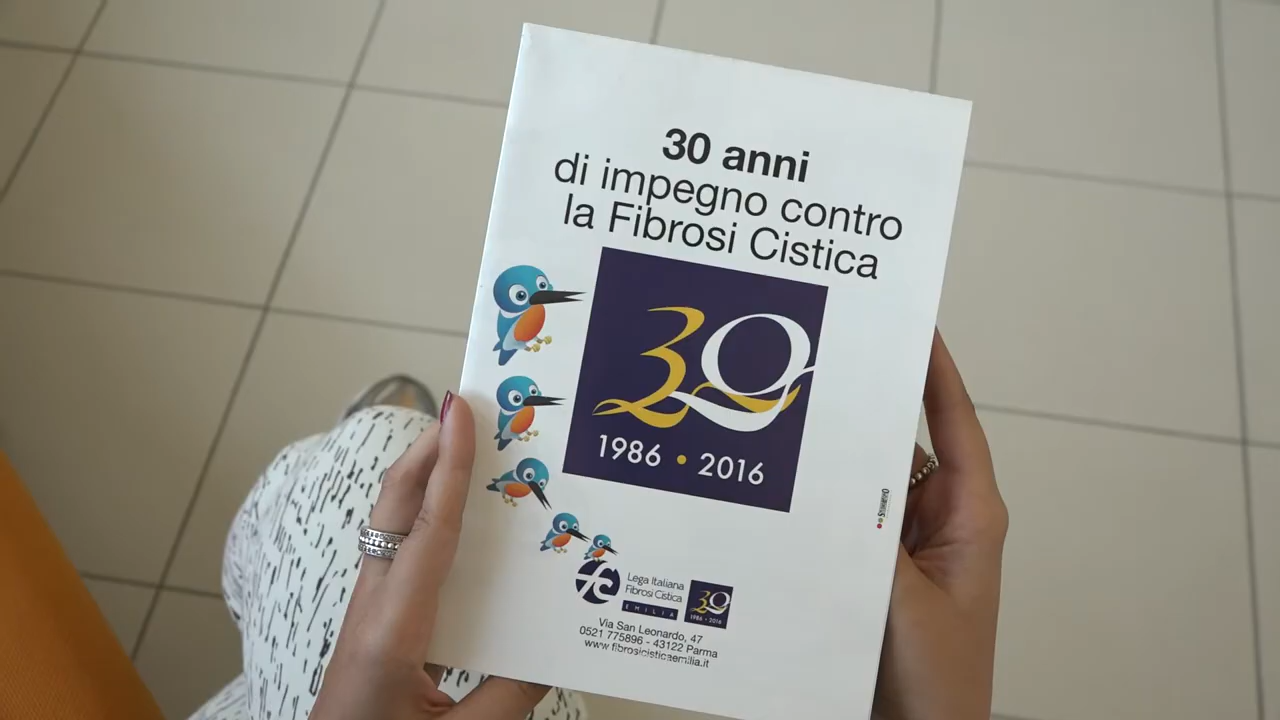 30 anni
di impegno contro
la Fibrosi Cistica
30
1986 • 2016
Lega Italiana
Fibrosi Cistica
EMILIA
30
1986 • 2016
Via San Leonardo, 47
0521 775896 - 43122 Parma
www.fibrosicisticaemilia.it